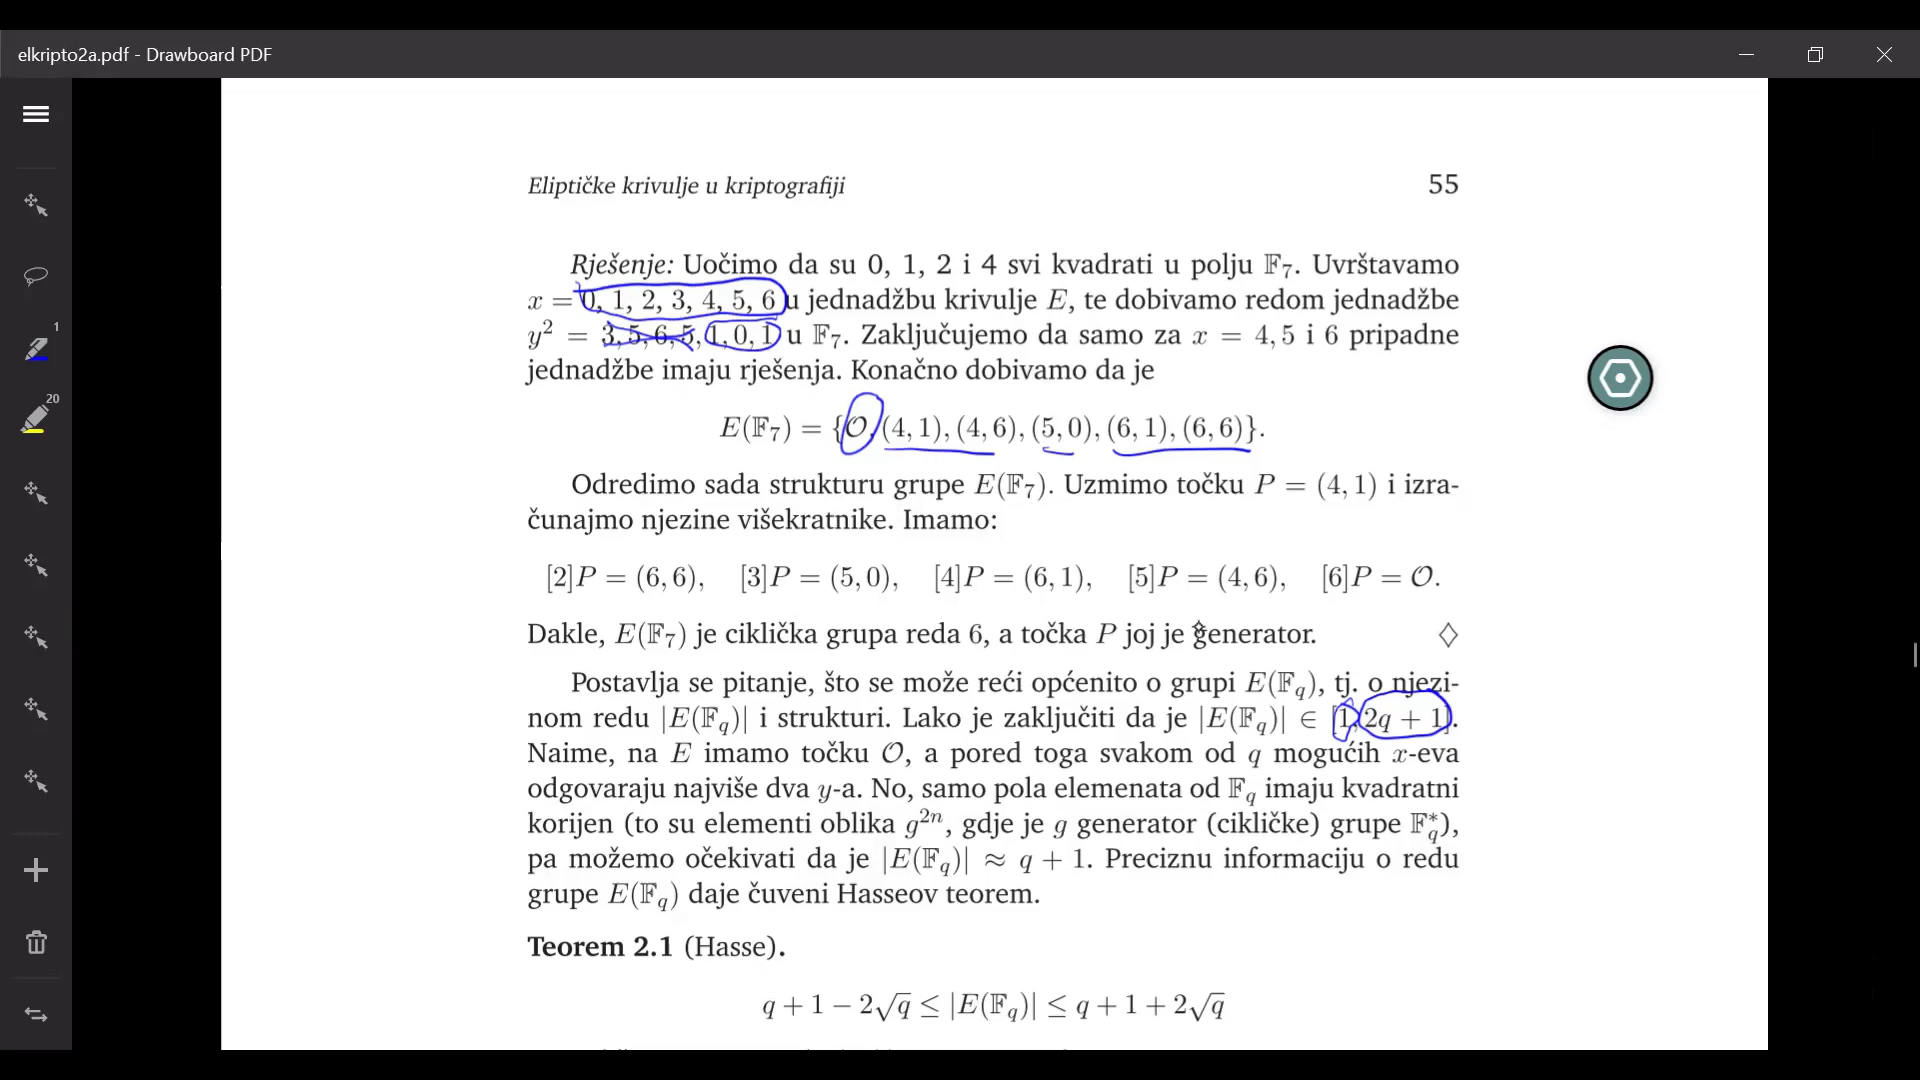 elkripto2a.pdf - Drawboard PDF
1
20
Eliptičke krivulje u kriptografiji 55
Rješenje: Uočimo da su 0, 1, 2 i 4 svi kvadrati u polju 𝔽₇. Uvrštavamo
x = 0, 1, 2, 3, 4, 5, 6 u jednadžbu krivulje E, te dobivamo redom jednadžbe
y² = 3, 5, 6, 5, 1, 0, 1 u 𝔽₇. Zaključujemo da samo za x = 4, 5 i 6 pripadne
jednadžbe imaju rješenja. Konačno dobivamo da je
E(𝔽₇) = {𝒪, (4, 1), (4, 6), (5, 0), (6, 1), (6, 6)}.
Odredimo sada strukturu grupe E(𝔽₇). Uzmimo točku P = (4, 1) i izra-
čunajmo njezine višekratnike. Imamo:
[2]P = (6, 6), [3]P = (5, 0), [4]P = (6, 1), [5]P = (4, 6), [6]P = 𝒪.
Dakle, E(𝔽₇) je ciklička grupa reda 6, a točka P joj je generator. ◇
Postavlja se pitanje, što se može reći općenito o grupi E(𝔽_q), tj. o njezi-
nom redu |E(𝔽_q)| i strukturi. Lako je zaključiti da je |E(𝔽_q)| ∈ [1, 2q + 1].
Naime, na E imamo točku 𝒪, a pored toga svakom od q mogućih x-eva
odgovaraju najviše dva y-a. No, samo pola elemenata od 𝔽_q imaju kvadratni
korijen (to su elementi oblika g²ⁿ, gdje je g generator (cikličke) grupe 𝔽*_q),
pa možemo očekivati da je |E(𝔽_q)| ≈ q + 1. Preciznu informaciju o redu
grupe E(𝔽_q) daje čuveni Hasseov teorem.
Teorem 2.1 (Hasse).
q + 1 − 2√q ≤ |E(𝔽_q)| ≤ q + 1 + 2√q